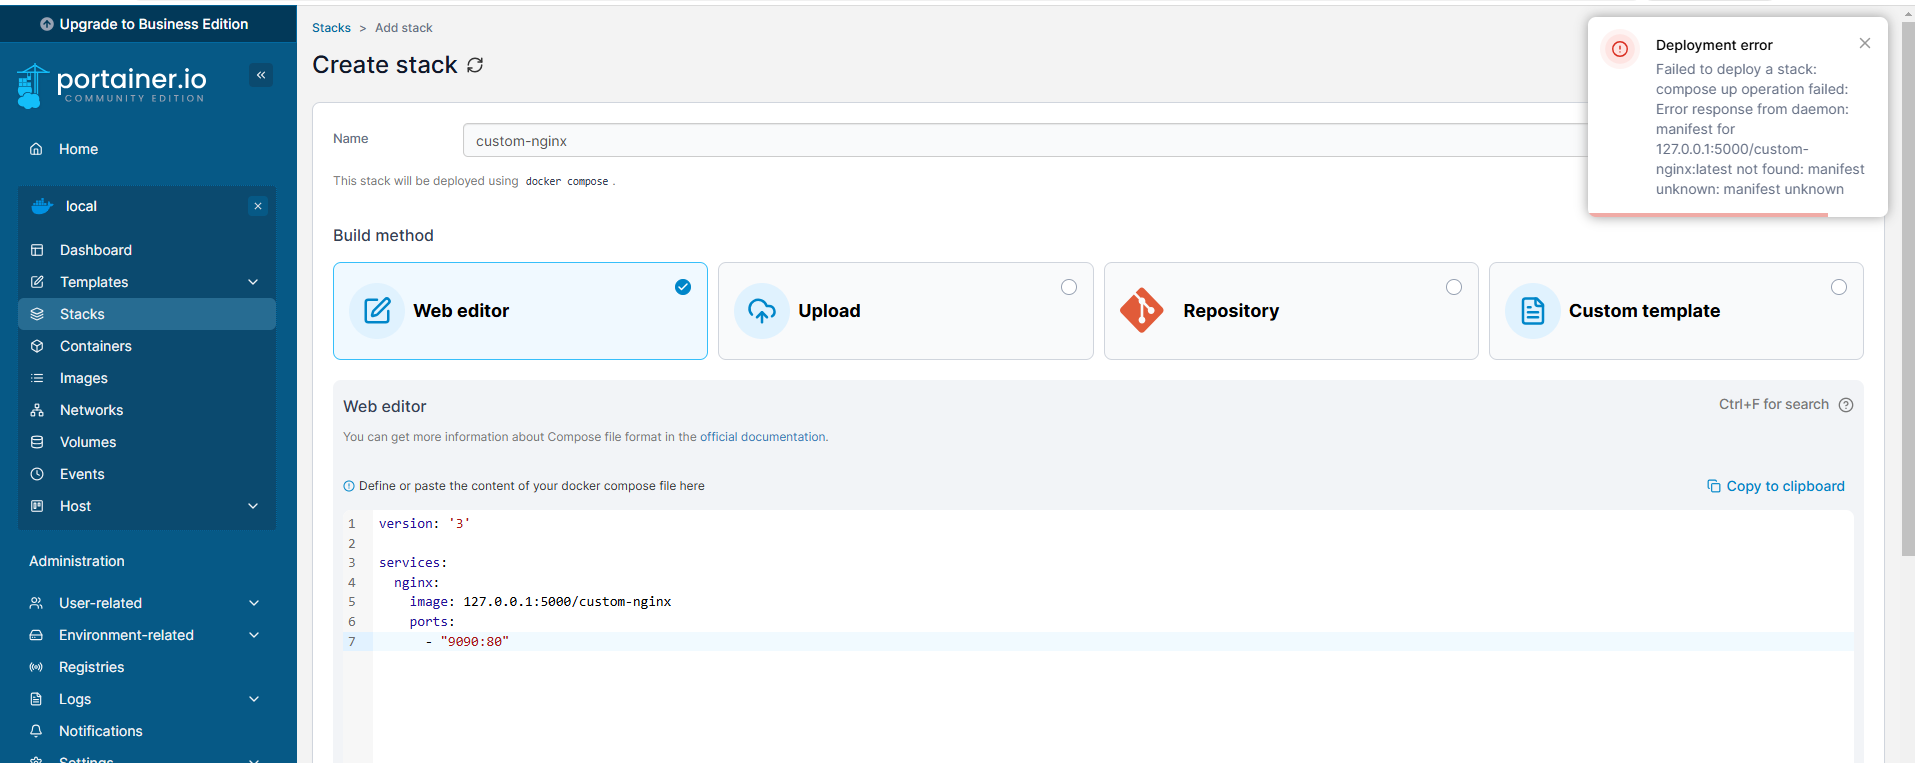 Upgrade to Business Edition
portainer.io
COMMUNITY EDITION
Home
local
Dashboard
Templates
Stacks
Containers
Images
Networks
Volumes
Events
Host
Administration
User-related
Environment-related
Registries
Logs
Notifications
Settings
Stacks > Add stack
Create stack
Deployment error
Failed to deploy a stack:
compose up operation failed:
Error response from daemon:
manifest for
127.0.0.1:5000/custom-
nginx:latest not found: manifest
unknown: manifest unknown
Name
custom-nginx
This stack will be deployed using docker compose .
Build method
Web editor
Upload
Repository
Custom template
Web editor
Ctrl+F for search
You can get more information about Compose file format in the official documentation.
Define or paste the content of your docker compose file here
Copy to clipboard
1 version: '3'
2
3 services:
4 nginx:
5 image: 127.0.0.1:5000/custom-nginx
6 ports:
7 - "9090:80"